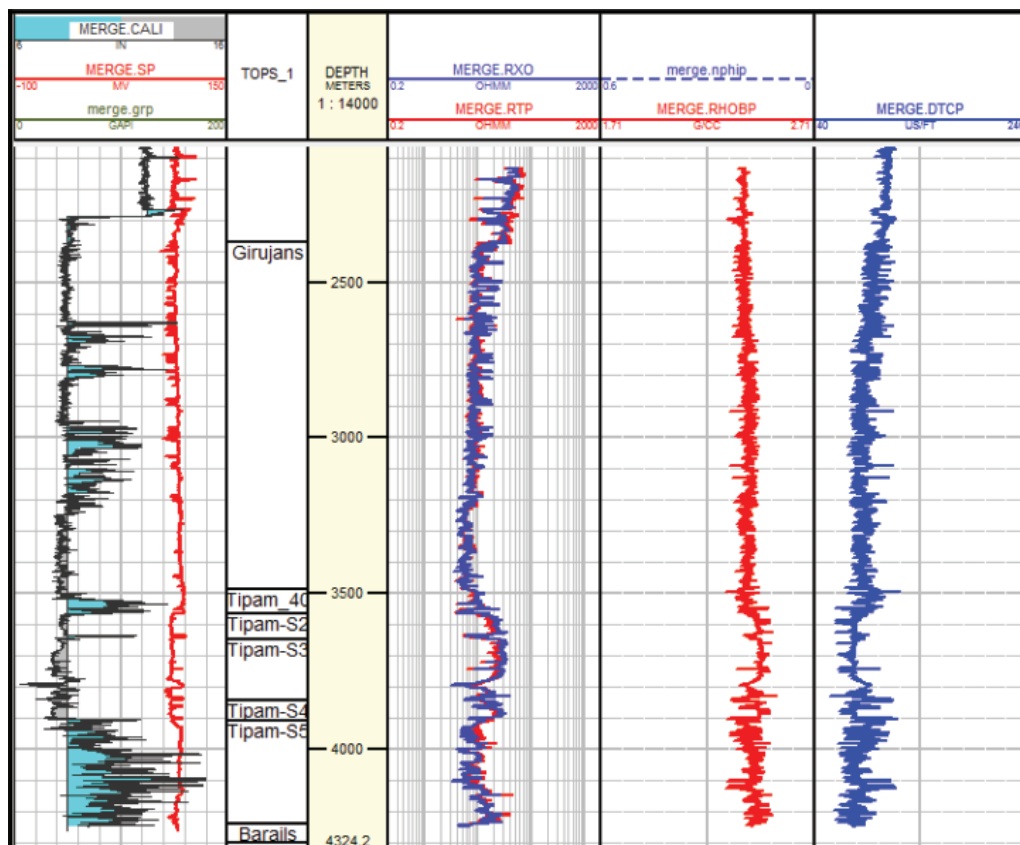 MERGE.CALI
6 IN 16
MERGE.SP
-100 MV 150
merge.grp
0 GAPI 200
TOPS_1
DEPTH
METERS
1 : 14000
MERGE.RXO
0.2 OHMM 2000
MERGE.RTP
0.2 OHMM 2000
merge.nphip
0.6 0
MERGE.RHOBP
1.71 G/CC 2.71
MERGE.DTCP
40 US/FT 240
Girujans
2500
3000
3500
Tipam_40
Tipam-S2
Tipam-S3
Tipam-S4
Tipam-S5
4000
Barails
4324.2